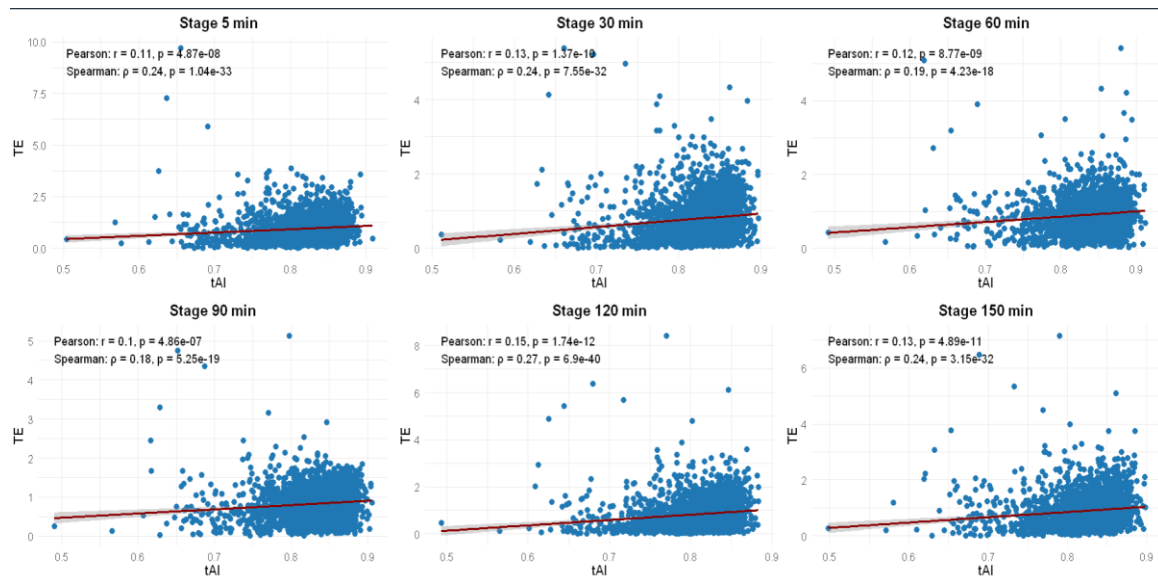 Stage 5 min
Pearson: r = 0.11, p = 4.87e-08
Spearman: ρ = 0.24, p = 1.04e-33
10.0
7.5
5.0
2.5
0.0
TE
0.5 0.6 0.7 0.8 0.9
tAI
Stage 30 min
Pearson: r = 0.13, p = 1.37e-10
Spearman: ρ = 0.24, p = 7.55e-32
4
2
0
TE
0.5 0.6 0.7 0.8 0.9
tAI
Stage 60 min
Pearson: r = 0.12, p = 8.77e-09
Spearman: ρ = 0.19, p = 4.23e-18
4
2
0
TE
0.5 0.6 0.7 0.8 0.9
tAI
Stage 90 min
Pearson: r = 0.1, p = 4.86e-07
Spearman: ρ = 0.18, p = 5.25e-19
5
4
3
2
1
0
TE
0.5 0.6 0.7 0.8 0.9
tAI
Stage 120 min
Pearson: r = 0.15, p = 1.74e-12
Spearman: ρ = 0.27, p = 6.9e-40
8
6
4
2
0
TE
0.5 0.6 0.7 0.8 0.9
tAI
Stage 150 min
Pearson: r = 0.13, p = 4.89e-11
Spearman: ρ = 0.24, p = 3.15e-32
6
4
2
0
TE
0.5 0.6 0.7 0.8 0.9
tAI